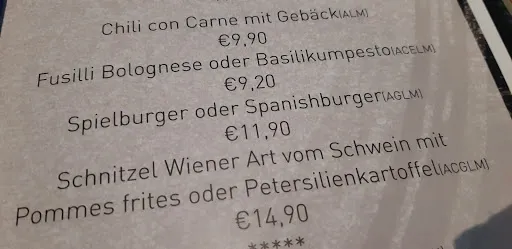 Chili con Carne mit Gebäck(ALM)
€9,90
Fusilli Bolognese oder Basilikumpesto(ACELM)
€9,20
Spielburger oder Spanishburger(AGLM)
€11,90
Schnitzel Wiener Art vom Schwein mit
Pommes frites oder Petersilienkartoffel(ACGLM)
€14,90
*****